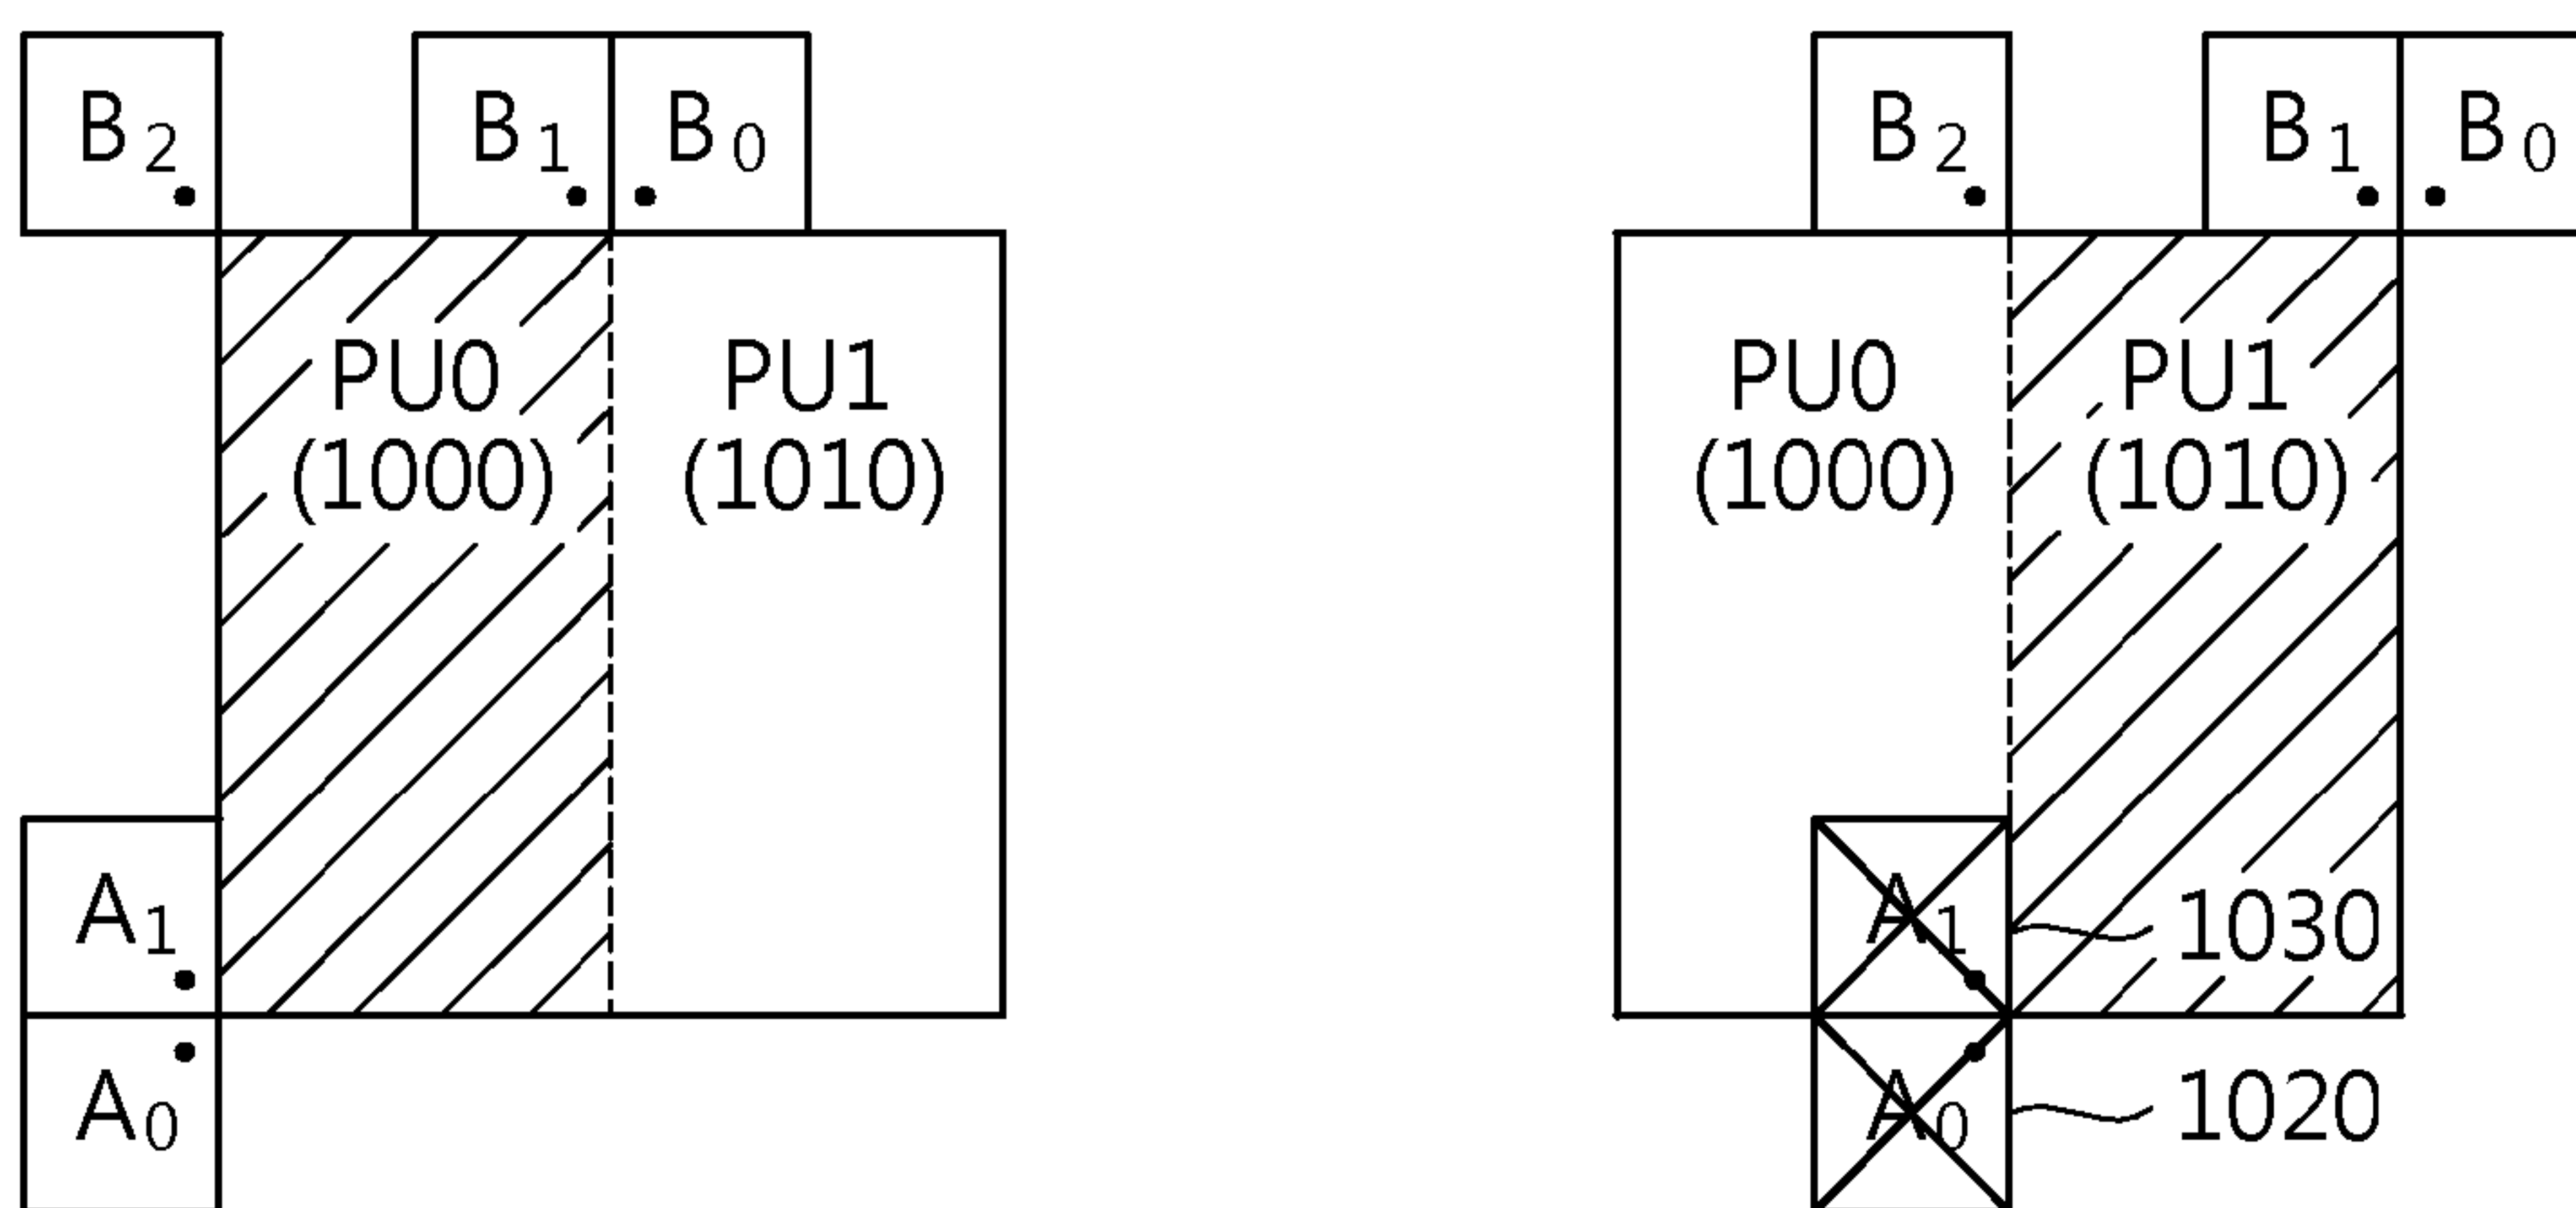 B2 B1 B0
PU0 PU1
(1000) (1010)
A1
A0
B2 B1 B0
PU0 PU1
(1000) (1010)
A1 1030
A0 1020